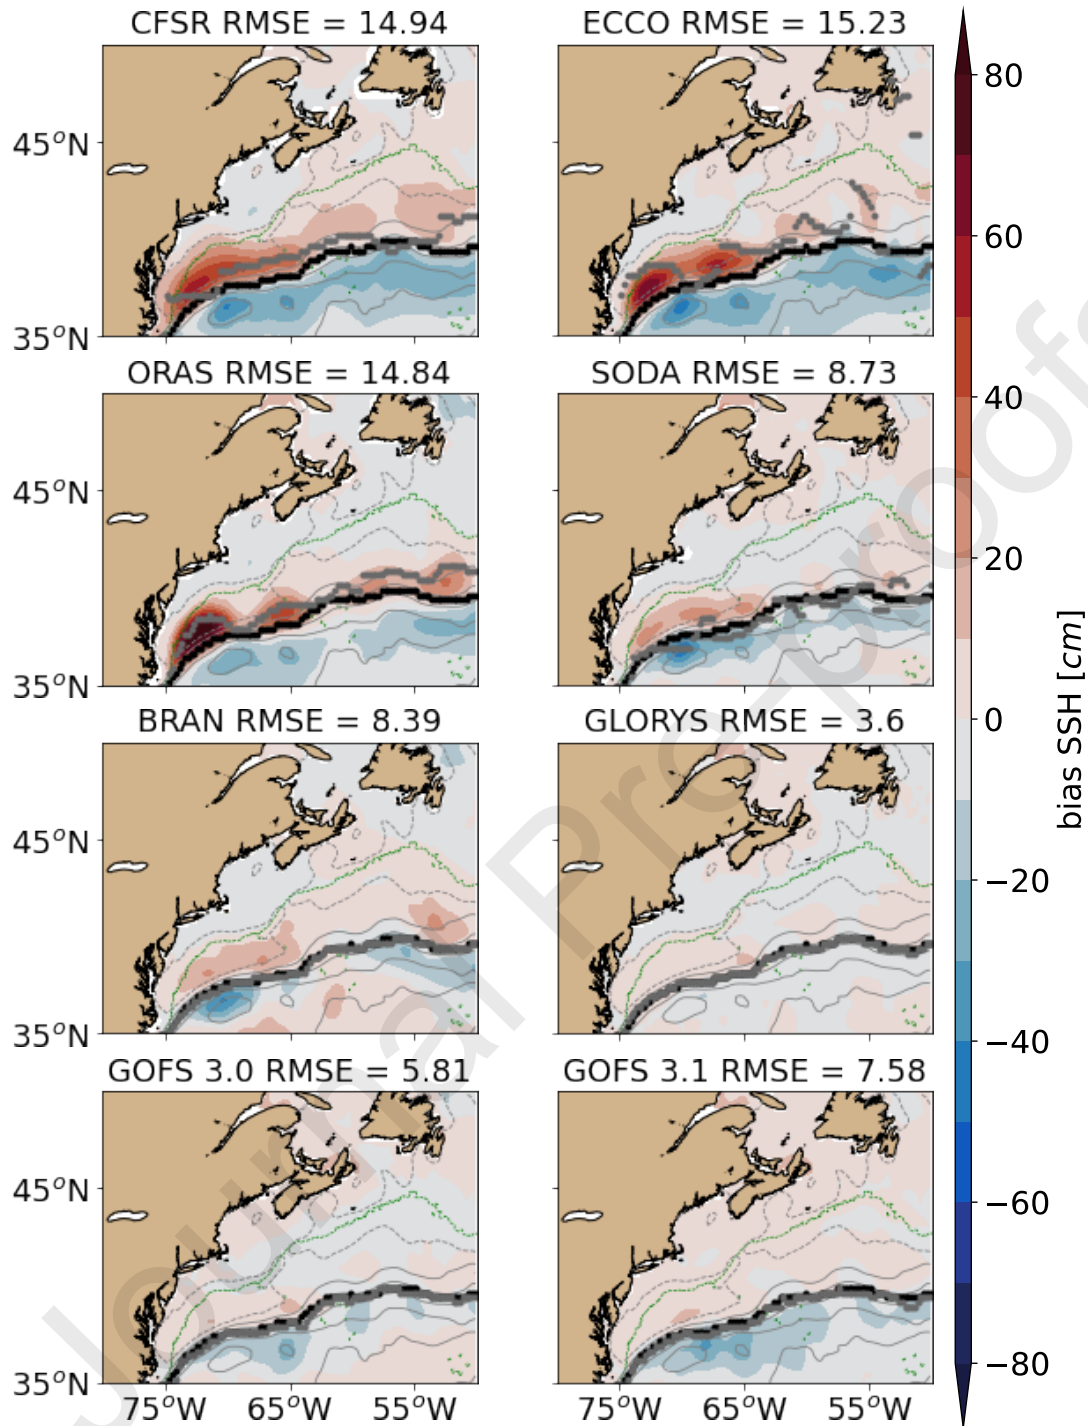 CFSR RMSE = 14.94
ECCO RMSE = 15.23
45°N
35°N
ORAS RMSE = 14.84
SODA RMSE = 8.73
45°N
35°N
BRAN RMSE = 8.39
GLORYS RMSE = 3.6
45°N
35°N
GOFS 3.0 RMSE = 5.81
GOFS 3.1 RMSE = 7.58
45°N
35°N
75°W 65°W 55°W
75°W 65°W 55°W
80
60
40
20
0
−20
−40
−60
−80
bias SSH [cm]
Journal Pre-proofs